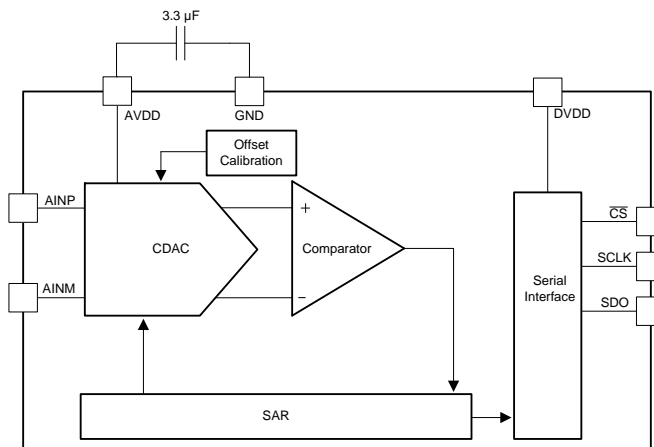 3.3 µF
AVDD
GND
DVDD
Offset
Calibration
AINP
CDAC
+
Comparator
CS
SCLK
Serial
Interface
AINM
−
SDO
SAR